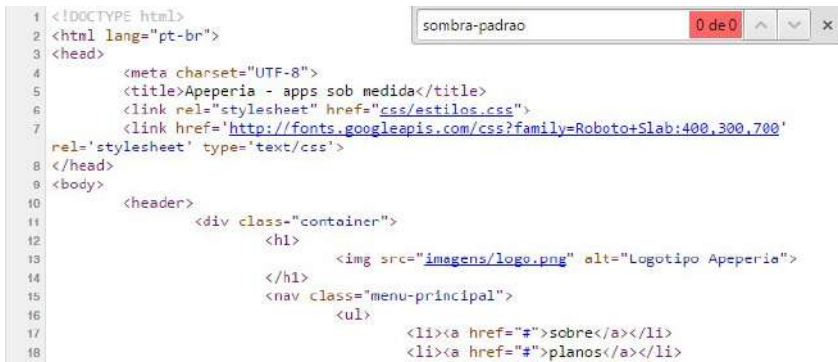 sombra-padrao 0 de 0
1 <!DOCTYPE html>
2 <html lang="pt-br">
3 <head>
4 <meta charset="UTF-8">
5 <title>Apeperia - apps sob medida</title>
6 <link rel="stylesheet" href="css/estilos.css">
7 <link href='http://fonts.googleapis.com/css?family=Roboto+Slab:400,300,700'
rel='stylesheet' type='text/css'>
8 </head>
9 <body>
10 <header>
11 <div class="container">
12 <h1>
13 <img src="imagens/logo.png" alt="Logotipo Apeperia">
14 </h1>
15 <nav class="menu-principal">
16 <ul>
17 <li><a href="#">sobre</a></li>
18 <li><a href="#">planos</a></li>